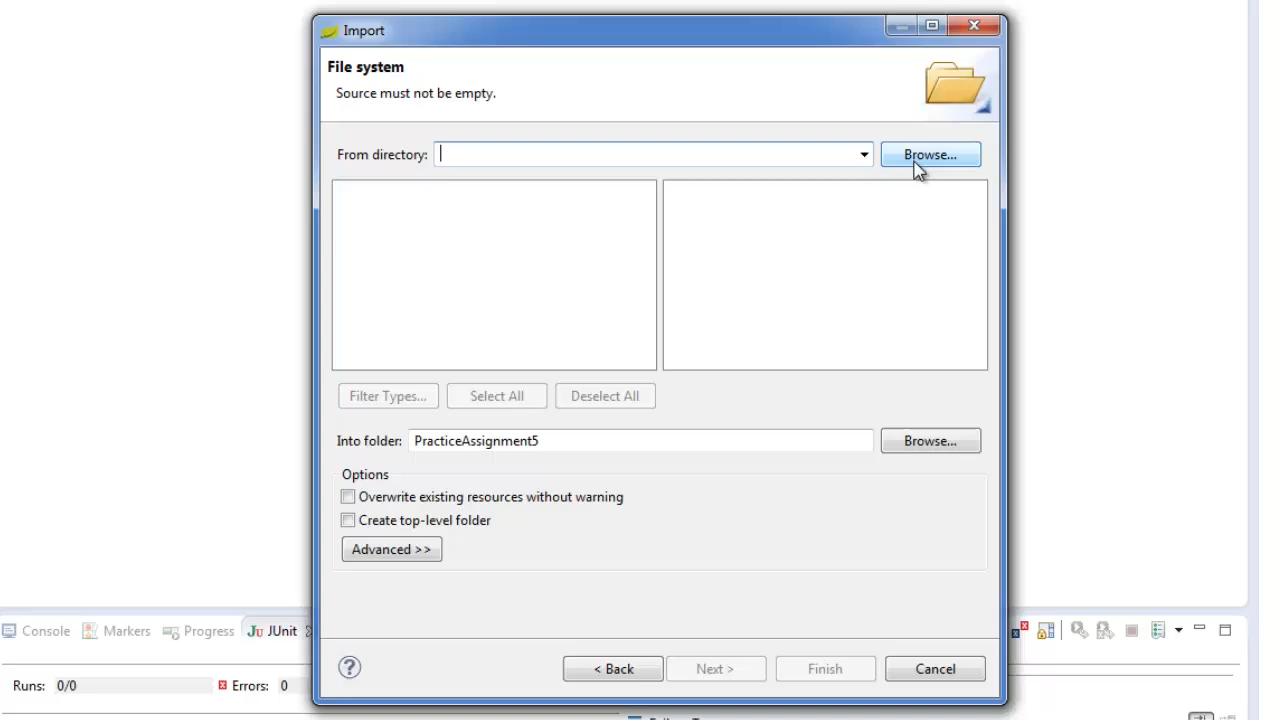 Import
File system
Source must not be empty.
From directory:
Browse...
Filter Types...
Select All
Deselect All
Into folder: PracticeAssignment5
Browse...
Options
Overwrite existing resources without warning
Create top-level folder
Advanced >>
Console
Markers
Progress
JUnit
Runs: 0/0
Errors: 0
< Back
Next >
Finish
Cancel